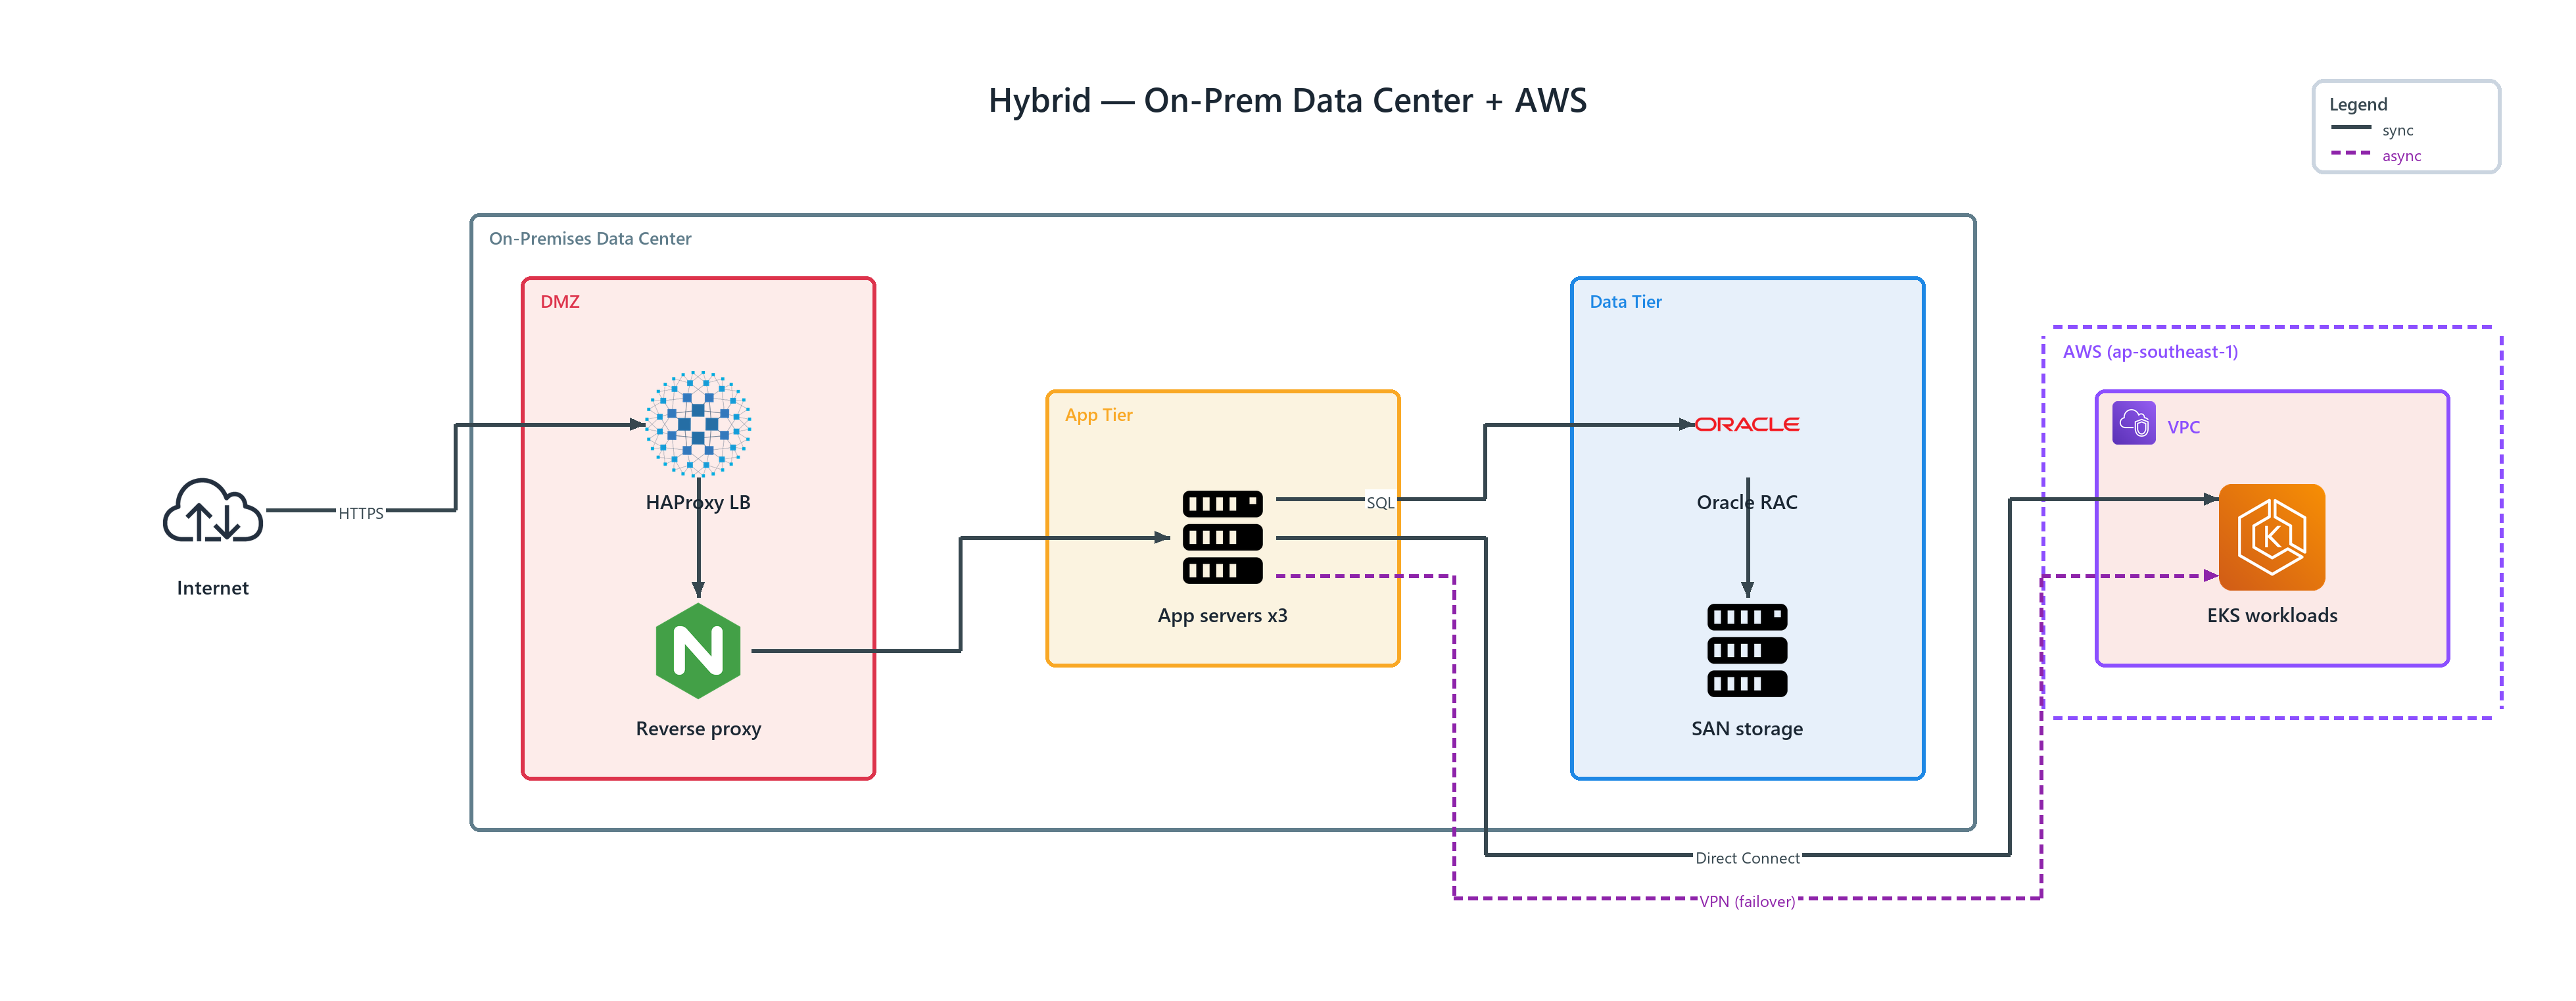 Hybrid — On-Prem Data Center + AWS
Legend
sync
async
On-Premises Data Center
DMZ
Data Tier
AWS (ap-southeast-1)
App Tier
VPC
ORACLE
HAProxy LB
SQL
Oracle RAC
HTTPS
K
Internet
App servers x3
EKS workloads
N
Reverse proxy
SAN storage
Direct Connect
VPN (failover)